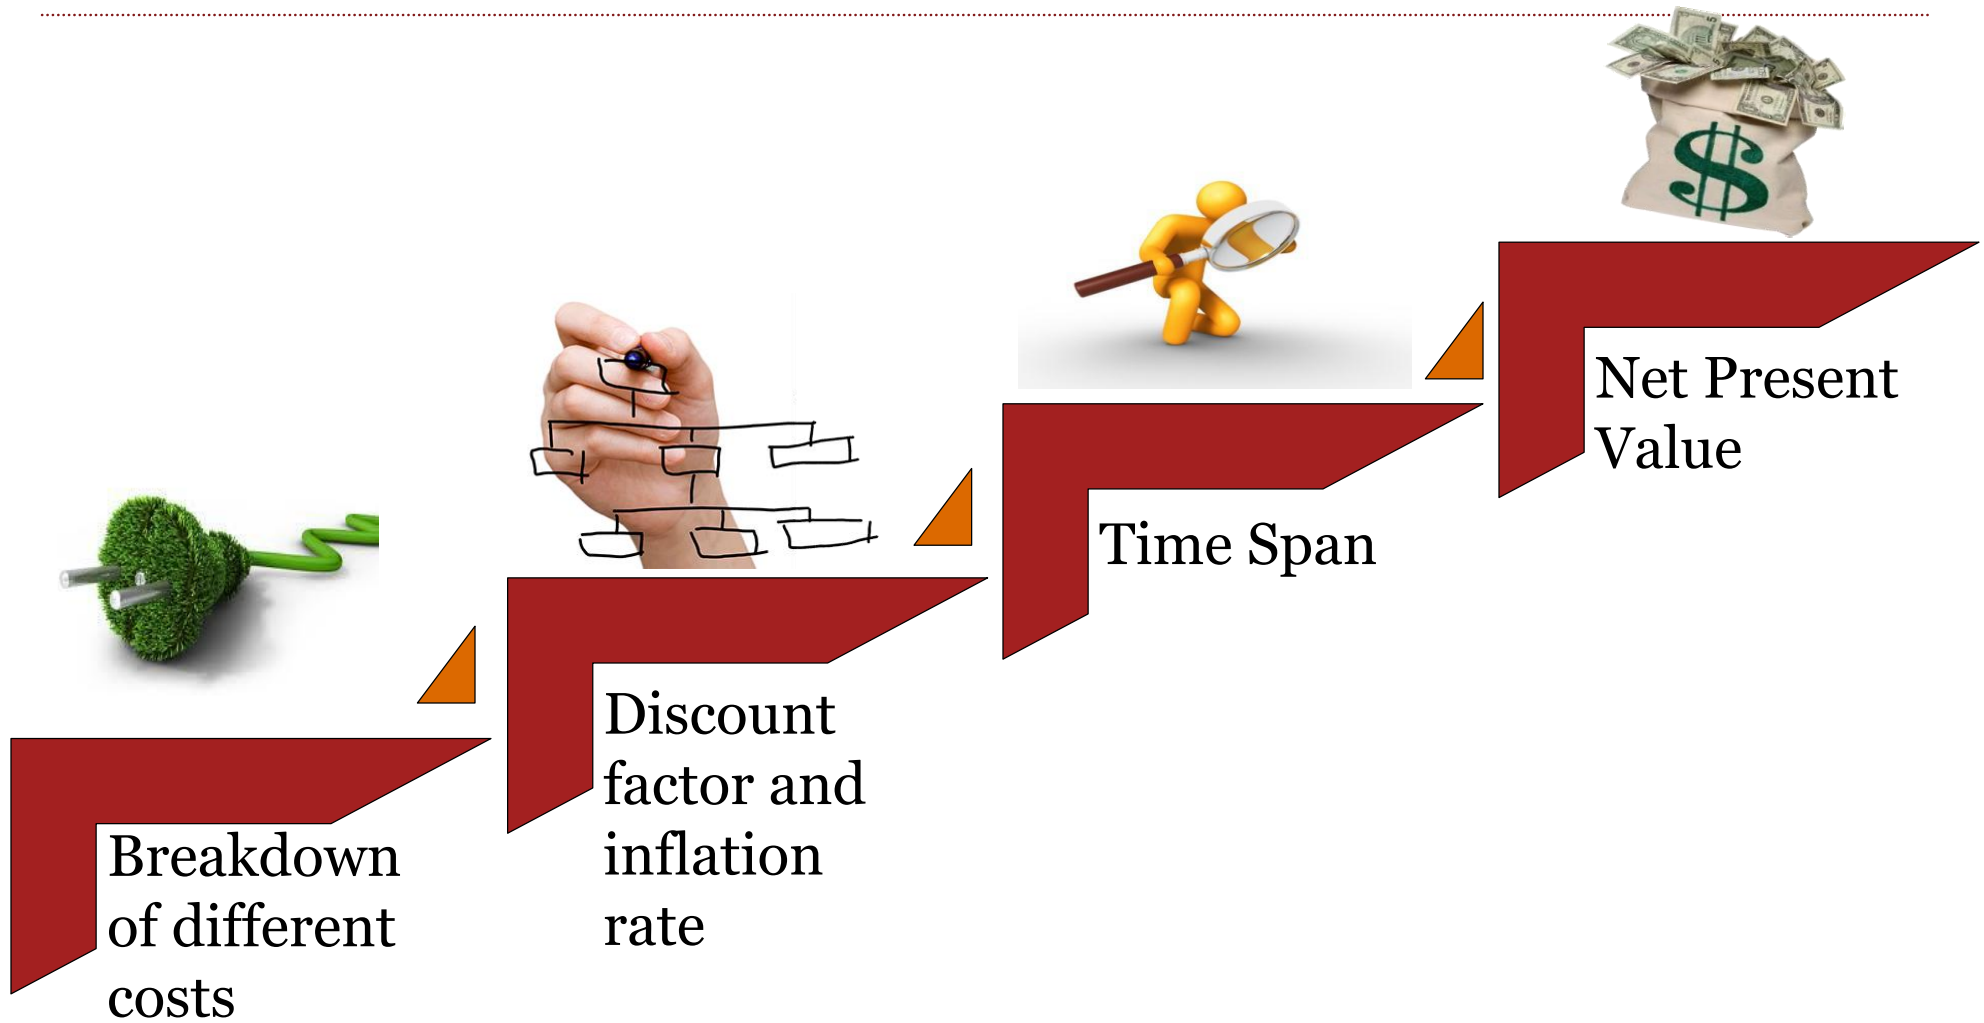 Breakdown
of different
costs
Discount
factor and
inflation
rate
Time Span
Net Present
Value
$